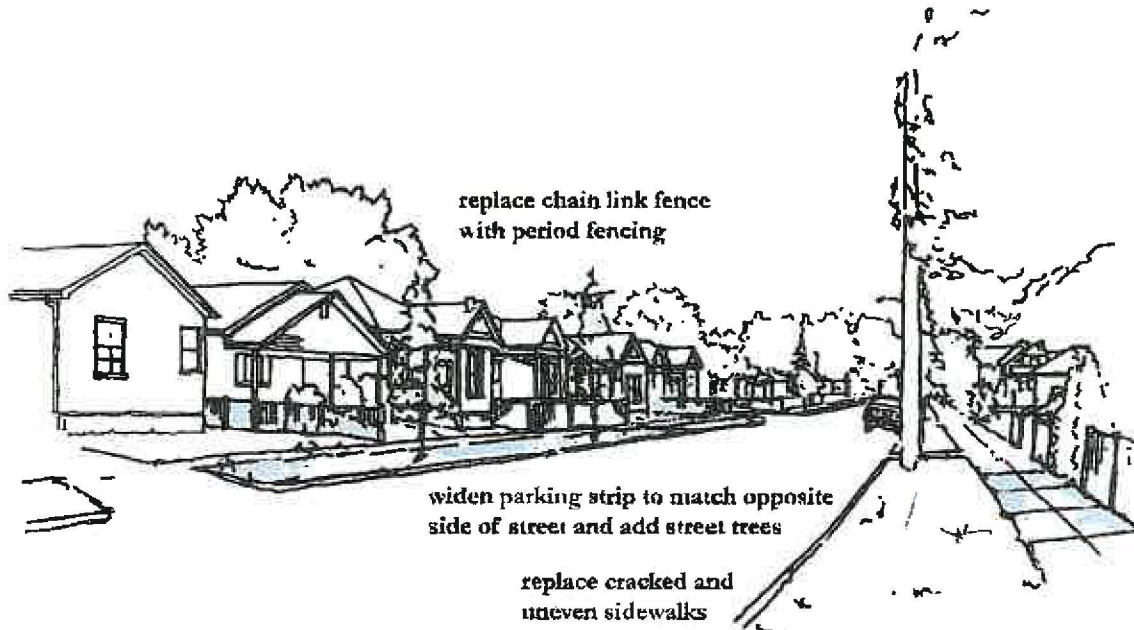 replace chain link fence
with period fencing
widen parking strip to match opposite
side of street and add street trees
replace cracked and
uneven sidewalks